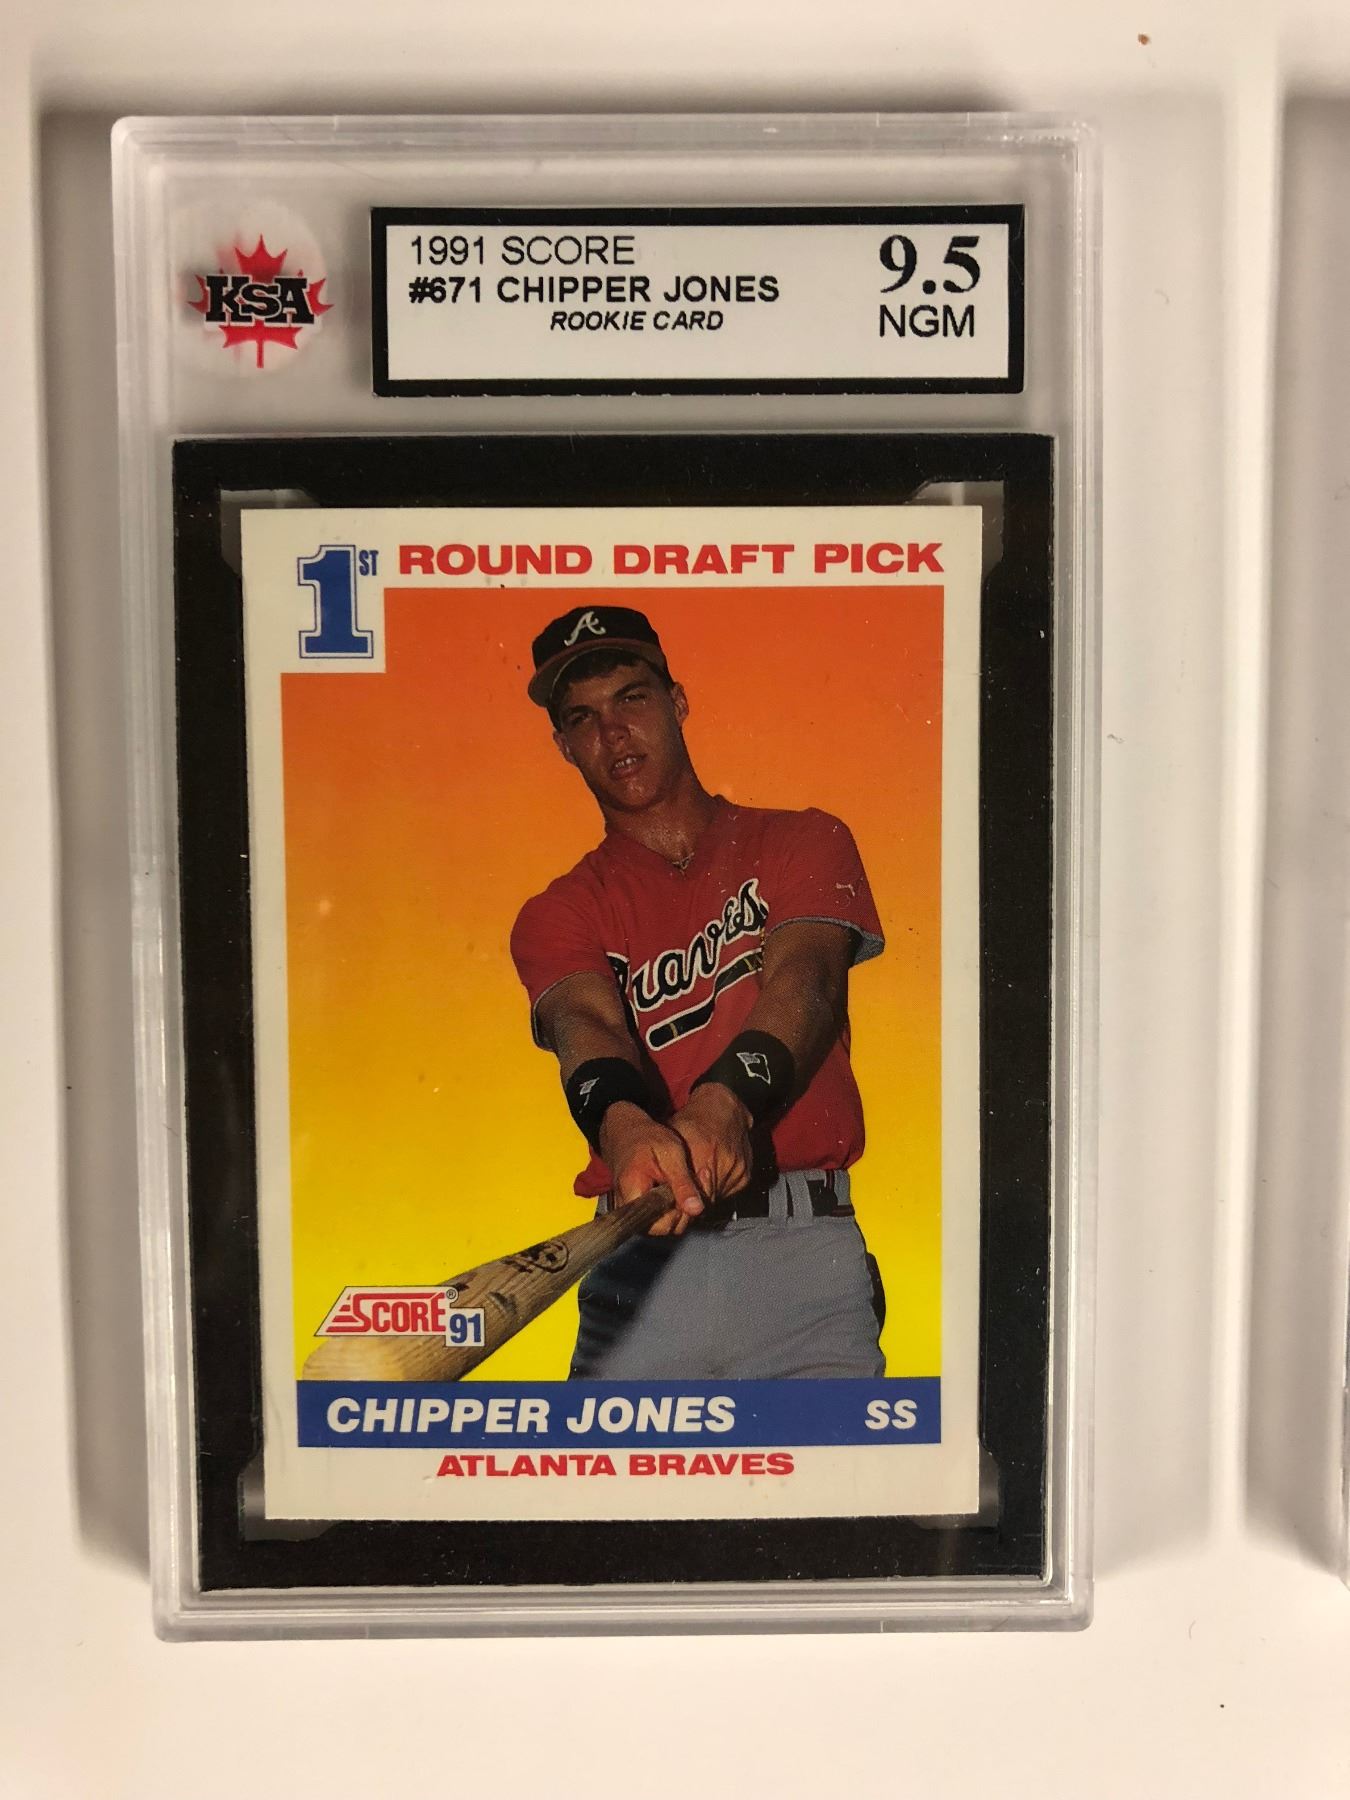 KSA
1991 SCORE
#671 CHIPPER JONES
ROOKIE CARD
9.5
NGM
1ST ROUND DRAFT PICK
A
Braves
SCORE® 91
CHIPPER JONES SS
ATLANTA BRAVES